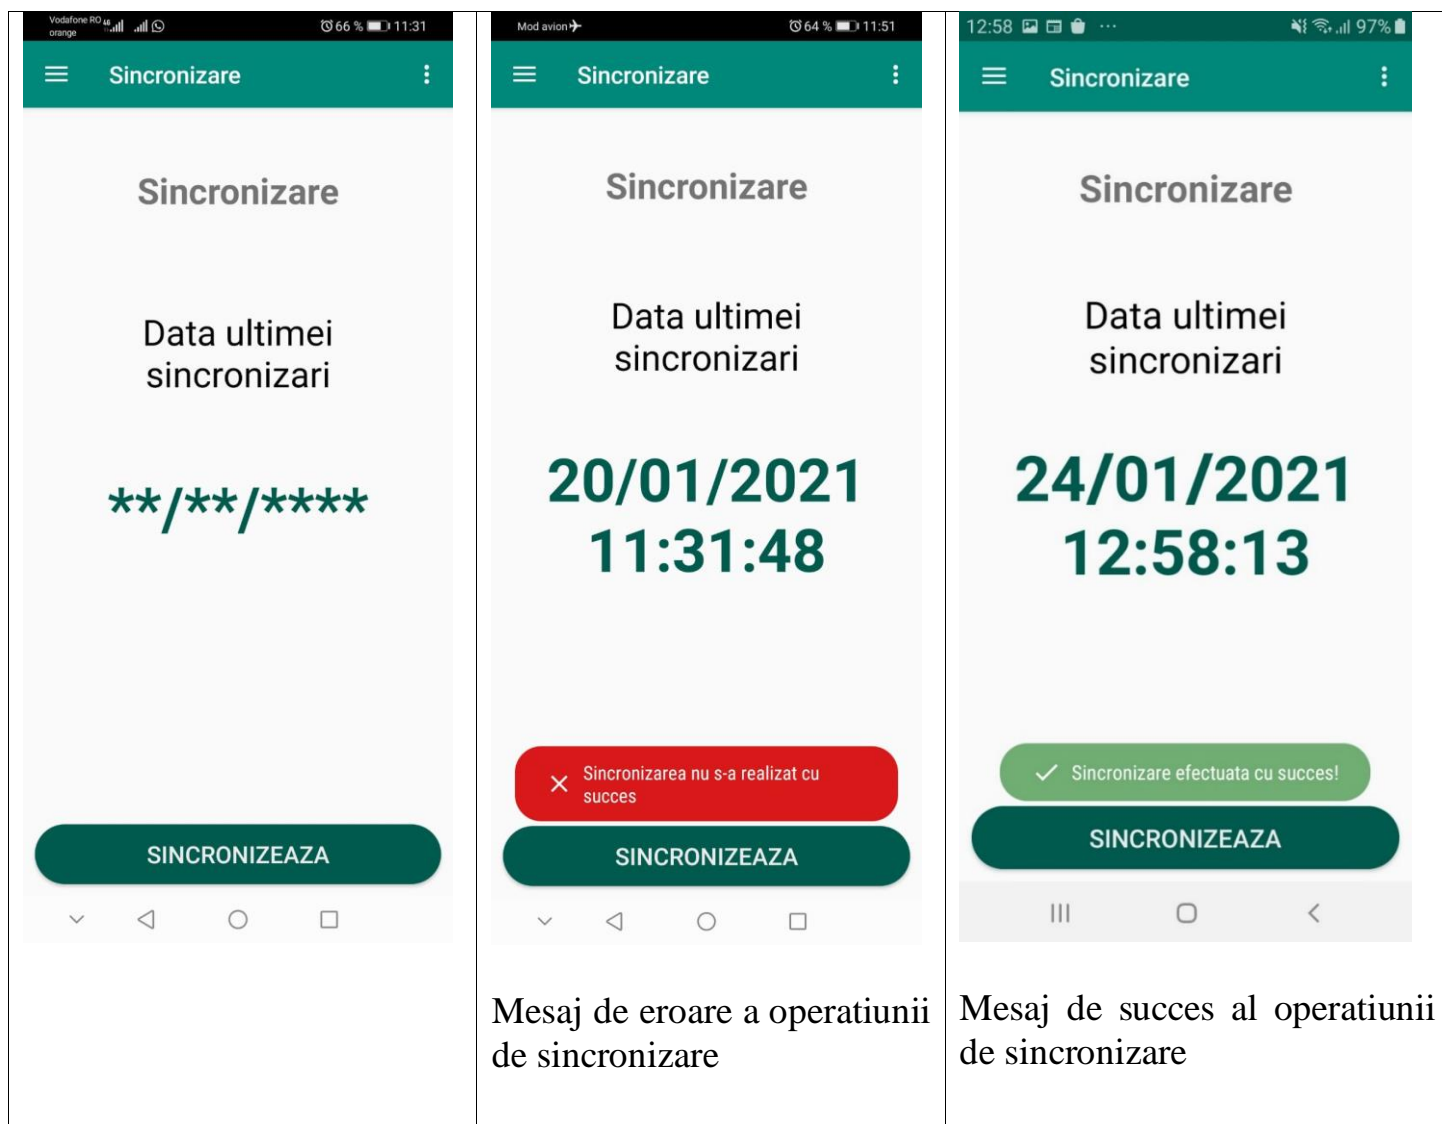 Vodafone RO 46
orange
66 % 11:31
Sincronizare
Sincronizare
Data ultimei
sincronizari
**/**/****
SINCRONIZEAZA
Mod avion 64 % 11:51
Sincronizare
Sincronizare
Data ultimei
sincronizari
20/01/2021
11:31:48
Sincronizarea nu s-a realizat cu
succes
SINCRONIZEAZA
Mesaj de eroare a operatiunii
de sincronizare
12:58 97%
Sincronizare
Sincronizare
Data ultimei
sincronizari
24/01/2021
12:58:13
Sincronizare efectuata cu succes!
SINCRONIZEAZA
Mesaj de succes al operatiunii
de sincronizare